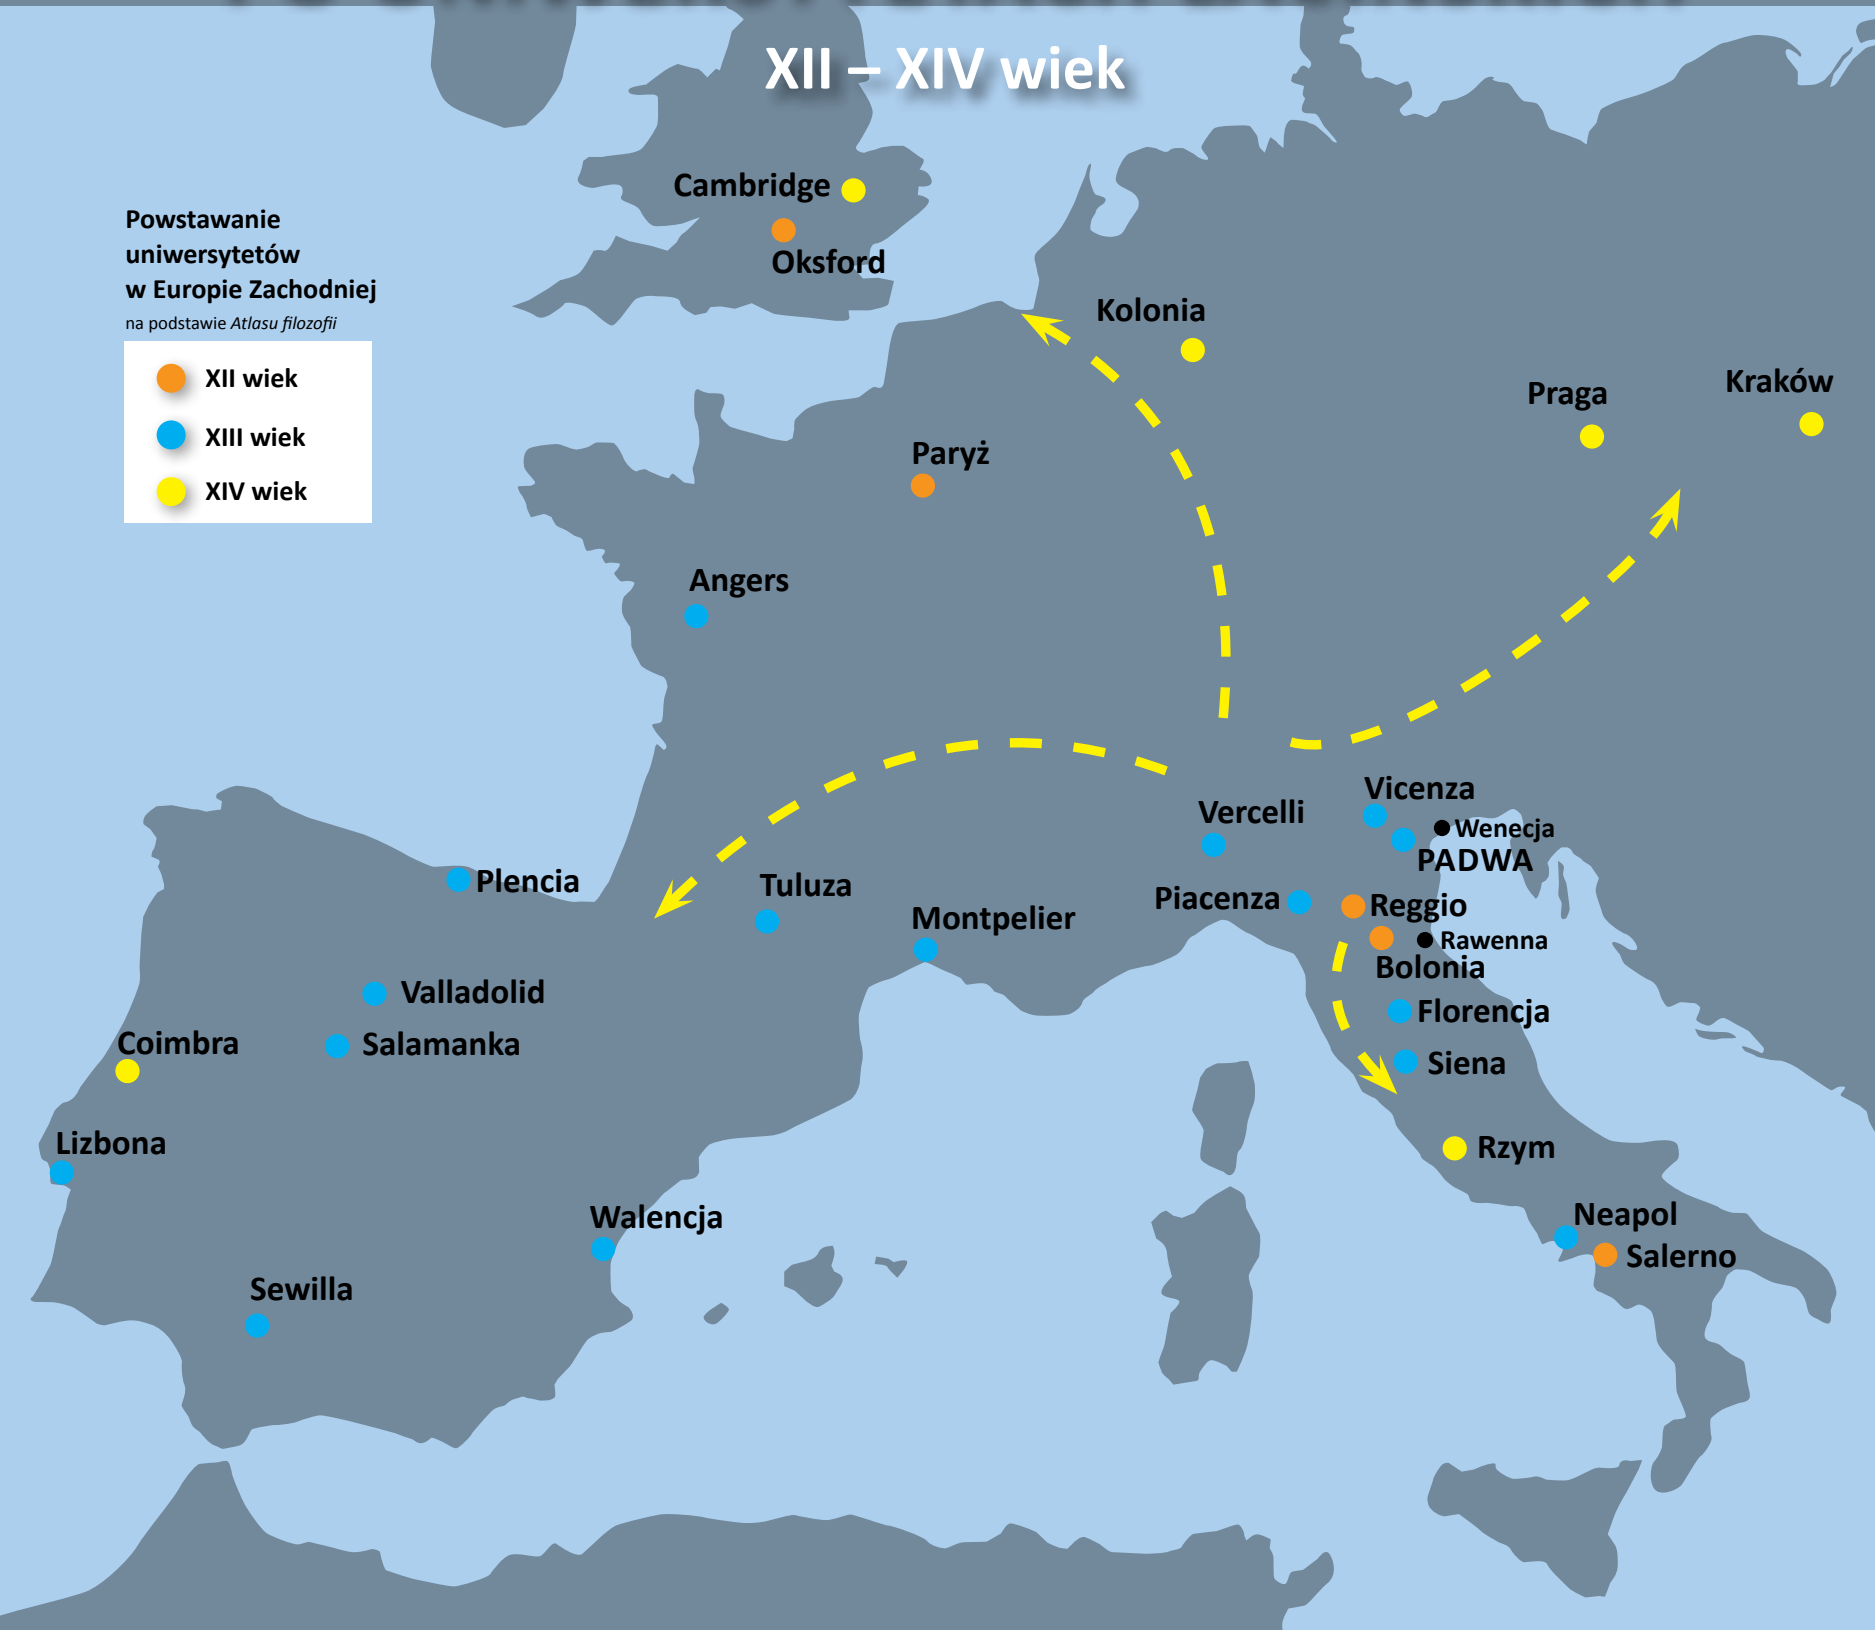 XII – XIV wiek
Powstawanie
uniwersytetów
w Europie Zachodniej
na podstawie Atlasu filozofii
XII wiek
XIII wiek
XIV wiek
Cambridge
Oksford
Kolonia
Praga
Kraków
Paryż
Angers
Vicenza
Vercelli
Wenecja
PADWA
Plencia
Tuluza
Piacenza
Reggio
Montpelier
Rawenna
Bolonia
Valladolid
Florencja
Coimbra
Salamanka
Siena
Lizbona
Rzym
Walencja
Neapol
Salerno
Sewilla